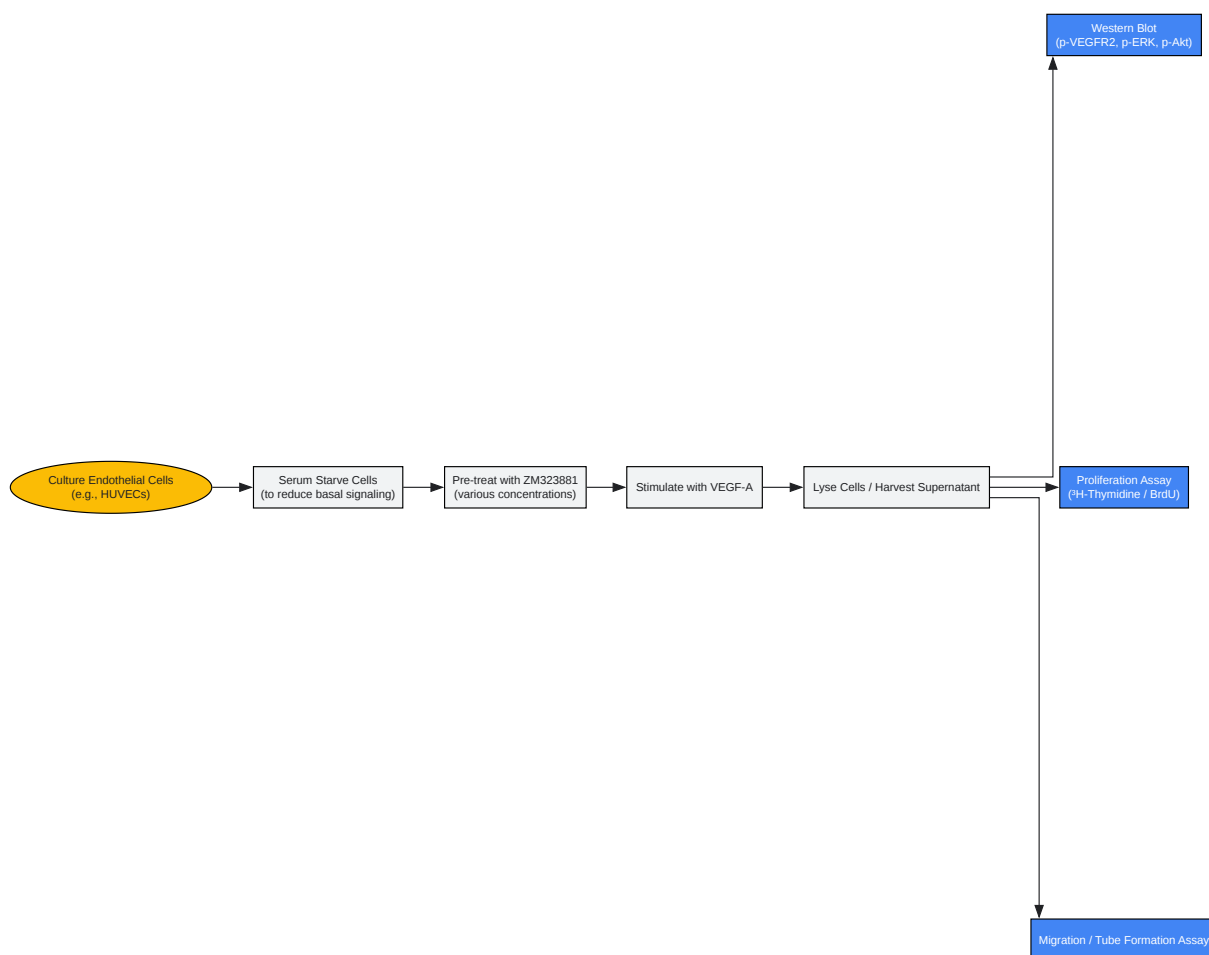 Western Blot
(p-VEGFR2, p-ERK, p-Akt)
Culture Endothelial Cells
(e.g., HUVECs)
Serum Starve Cells
(to reduce basal signaling)
Pre-treat with ZM323881
(various concentrations)
Stimulate with VEGF-A
Lyse Cells / Harvest Supernatant
Proliferation Assay
(³H-Thymidine / BrdU)
Migration / Tube Formation Assay